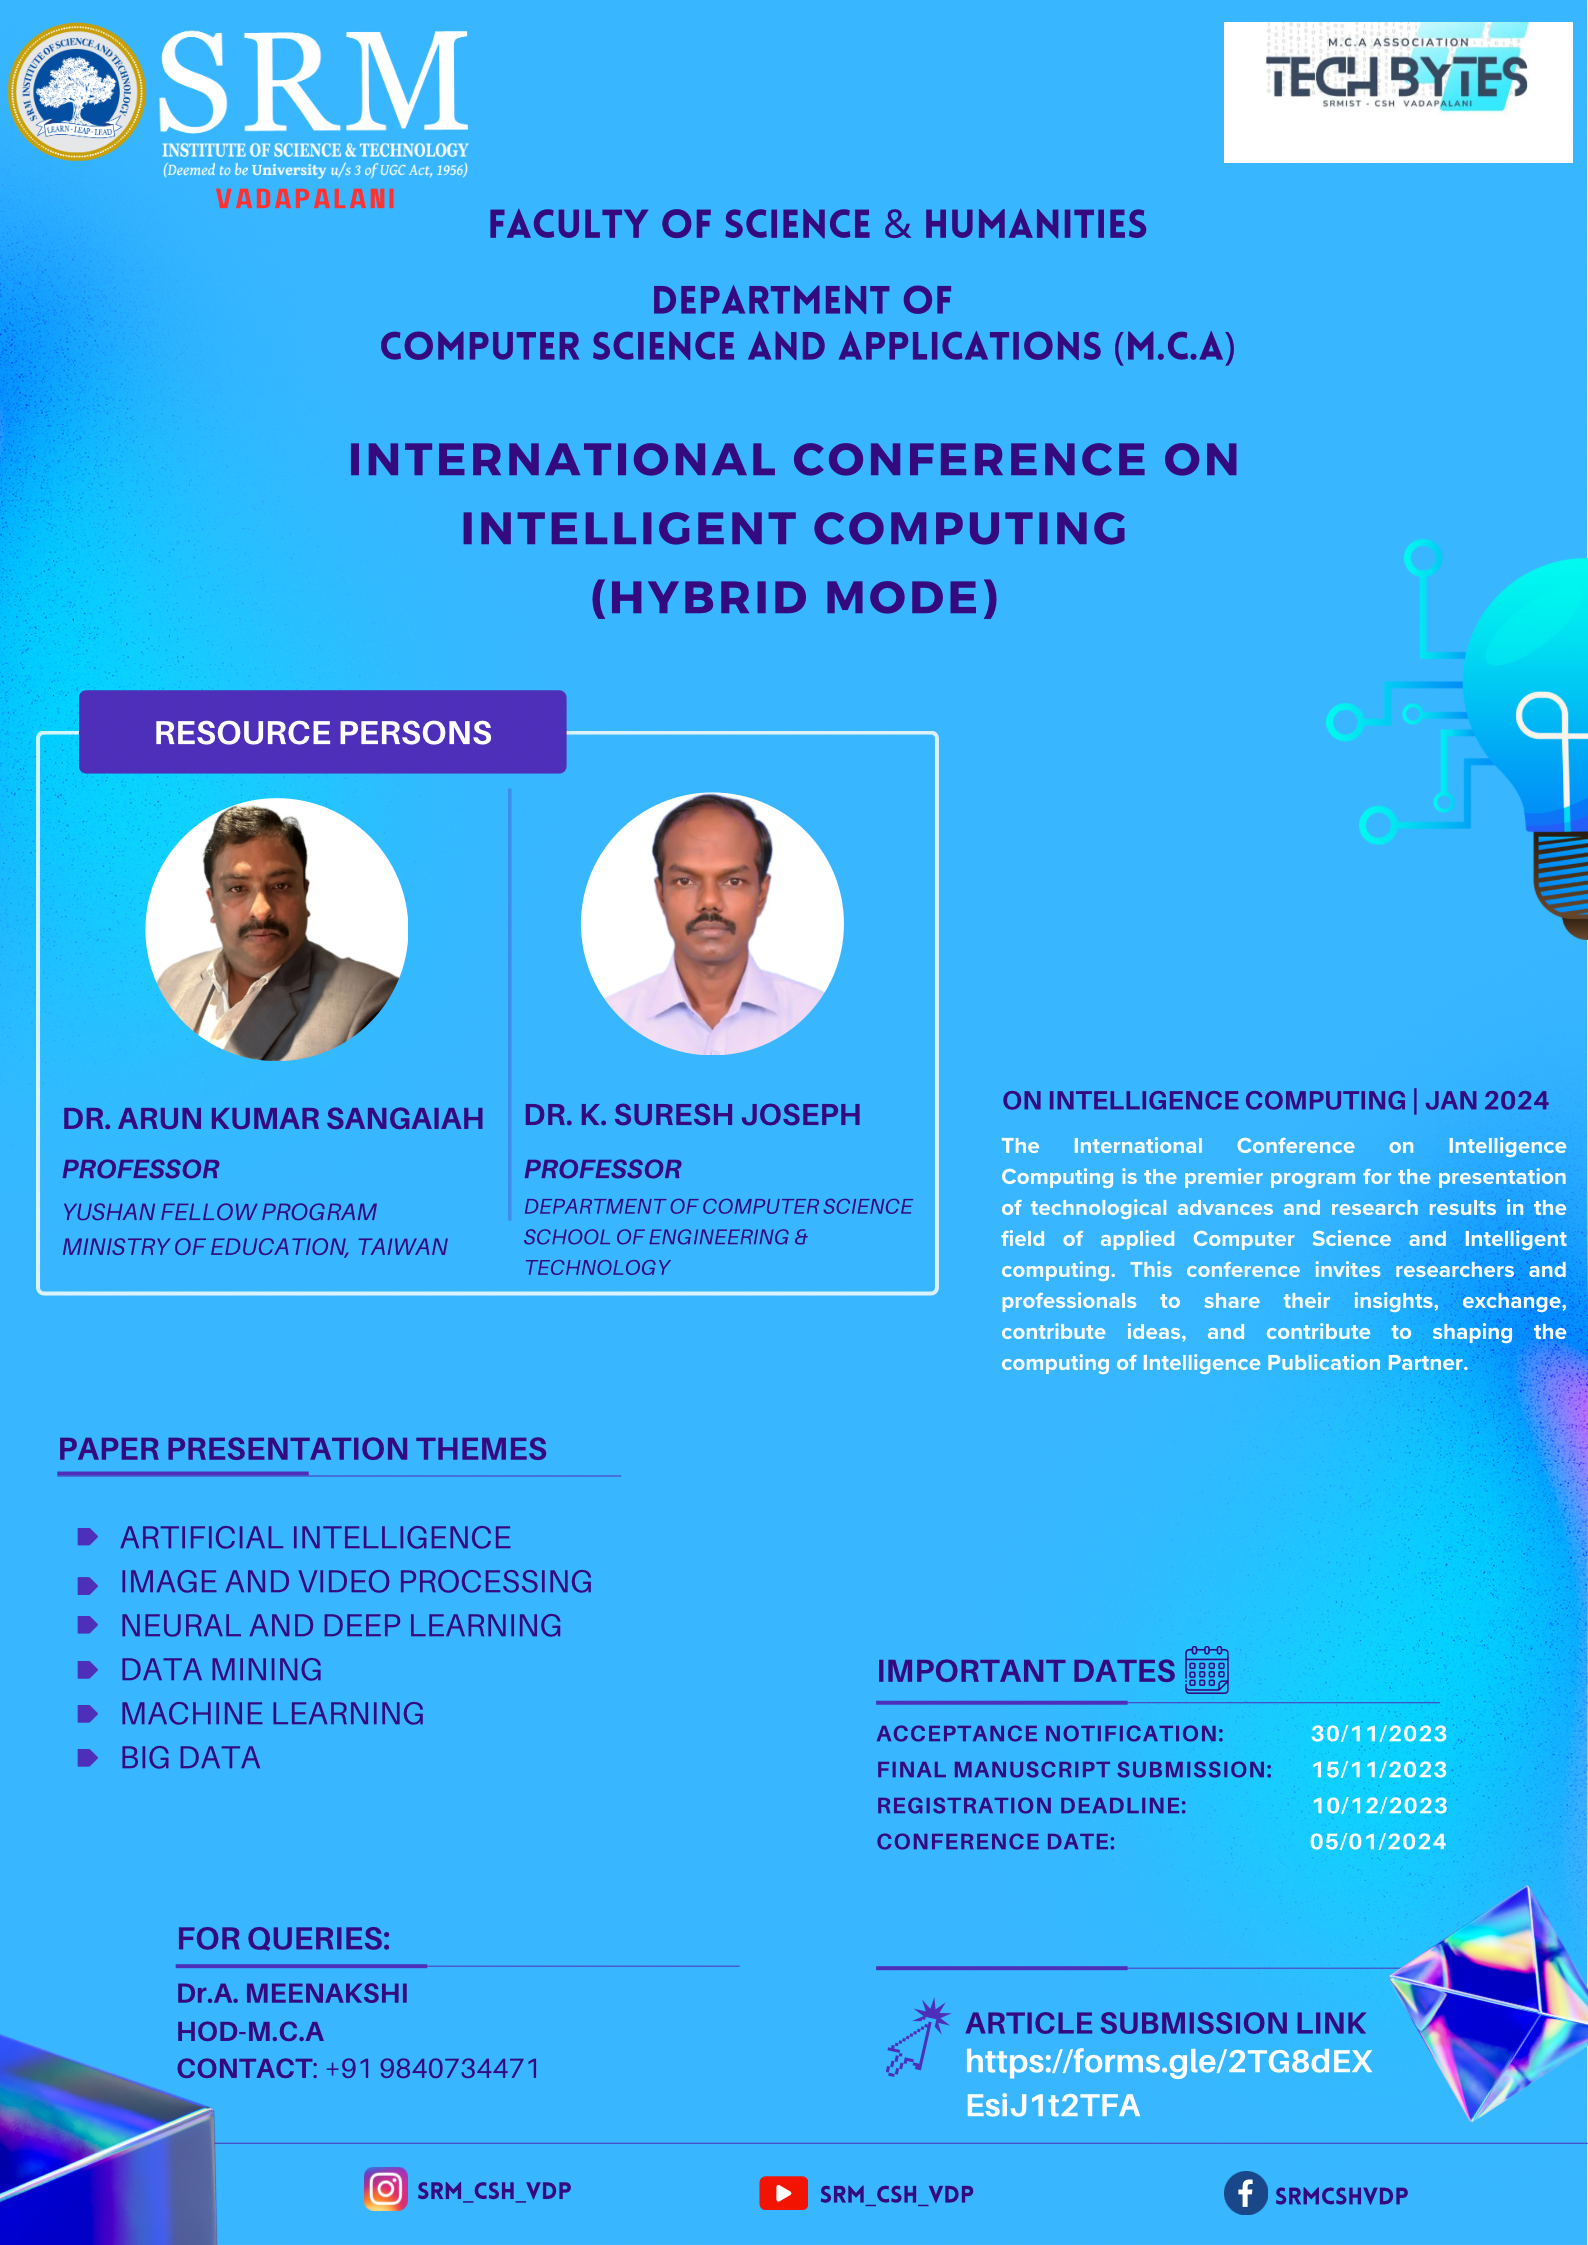 SRM INSTITUTE OF SCIENCE AND TECHNOLOGY
LEARN - LEAP - LEAD
SRM
INSTITUTE OF SCIENCE & TECHNOLOGY
(Deemed to be University u/s 3 of UGC Act, 1956)
VADAPALANI
M.C.A ASSOCIATION
TECH BYTES
SRMIST - CSH VADAPALANI
FACULTY OF SCIENCE & HUMANITIES
DEPARTMENT OF
COMPUTER SCIENCE AND APPLICATIONS (M.C.A)
INTERNATIONAL CONFERENCE ON
INTELLIGENT COMPUTING
(HYBRID MODE)
RESOURCE PERSONS
DR. ARUN KUMAR SANGAIAH
PROFESSOR
YUSHAN FELLOW PROGRAM
MINISTRY OF EDUCATION, TAIWAN
DR. K. SURESH JOSEPH
PROFESSOR
DEPARTMENT OF COMPUTER SCIENCE
SCHOOL OF ENGINEERING &
TECHNOLOGY
ON INTELLIGENCE COMPUTING | JAN 2024
The International Conference on Intelligence
Computing is the premier program for the presentation
of technological advances and research results in the
field of applied Computer Science and Intelligent
computing. This conference invites researchers and
professionals to share their insights, exchange,
contribute ideas, and contribute to shaping the
computing of Intelligence Publication Partner.
PAPER PRESENTATION THEMES
ARTIFICIAL INTELLIGENCE
IMAGE AND VIDEO PROCESSING
NEURAL AND DEEP LEARNING
DATA MINING
MACHINE LEARNING
BIG DATA
IMPORTANT DATES
ACCEPTANCE NOTIFICATION: 30/11/2023
FINAL MANUSCRIPT SUBMISSION: 15/11/2023
REGISTRATION DEADLINE: 10/12/2023
CONFERENCE DATE: 05/01/2024
FOR QUERIES:
Dr.A. MEENAKSHI
HOD-M.C.A
CONTACT: +91 9840734471
ARTICLE SUBMISSION LINK
https://forms.gle/2TG8dEX
EsiJ1t2TFA
SRM_CSH_VDP
SRM_CSH_VDP
SRMCSHVDP